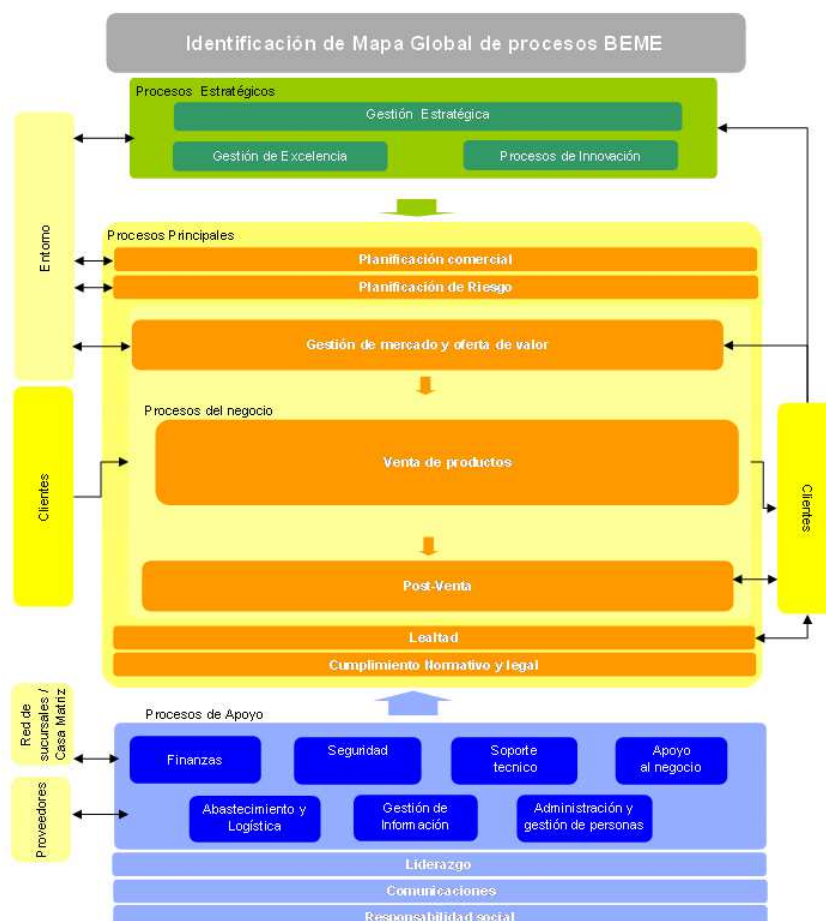 Identificación de Mapa Global de procesos BEME
Procesos Estratégicos
Gestión Estratégica
Gestión de Excelencia
Procesos de Innovación
Entorno
Procesos Principales
Planificación comercial
Planificación de Riesgo
Gestión de mercado y oferta de valor
Procesos del negocio
Venta de productos
Clientes
Clientes
Post-Venta
Lealtad
Cumplimiento Normativo y legal
Red de
sucursales /
Casa Matriz
Procesos de Apoyo
Finanzas
Seguridad
Soporte
tecnico
Apoyo
al negocio
Proveedores
Abastecimiento y
Logística
Gestión de
Información
Administración y
gestión de personas
Liderazgo
Comunicaciones
Responsabilidad social